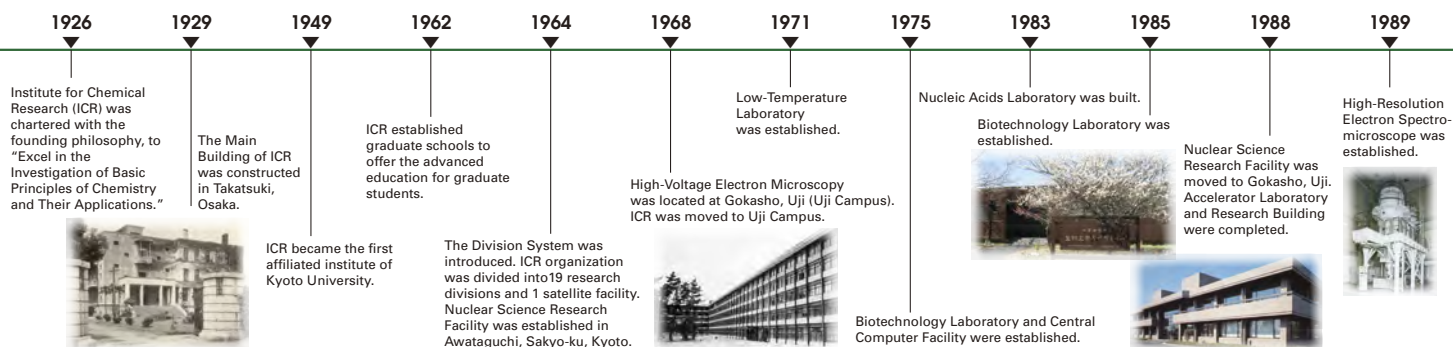 1926
1929
1949
1962
1964
1968
1971
1975
1983
1985
1988
1989
Institute for Chemical
Research (ICR) was
chartered with the
founding philosophy, to
“Excel in the
Investigation of Basic
Principles of Chemistry
and Their Applications.”
The Main
Building of ICR
was constructed
in Takatsuki,
Osaka.
ICR became the first
affiliated institute of
Kyoto University.
ICR established
graduate schools to
offer the advanced
education for graduate
students.
The Division System was
introduced. ICR organization
was divided into19 research
divisions and 1 satellite facility.
Nuclear Science Research
Facility was established in
Awataguchi, Sakyo-ku, Kyoto.
High-Voltage Electron Microscopy
was located at Gokasho, Uji (Uji Campus).
ICR was moved to Uji Campus.
Low-Temperature
Laboratory
was established.
Biotechnology Laboratory and Central
Computer Facility were established.
Nucleic Acids Laboratory was built.
Biotechnology Laboratory was
established.
Nuclear Science
Research Facility was
moved to Gokasho, Uji.
Accelerator Laboratory
and Research Building
were completed.
High-Resolution
Electron Spectro-
microscope was
established.